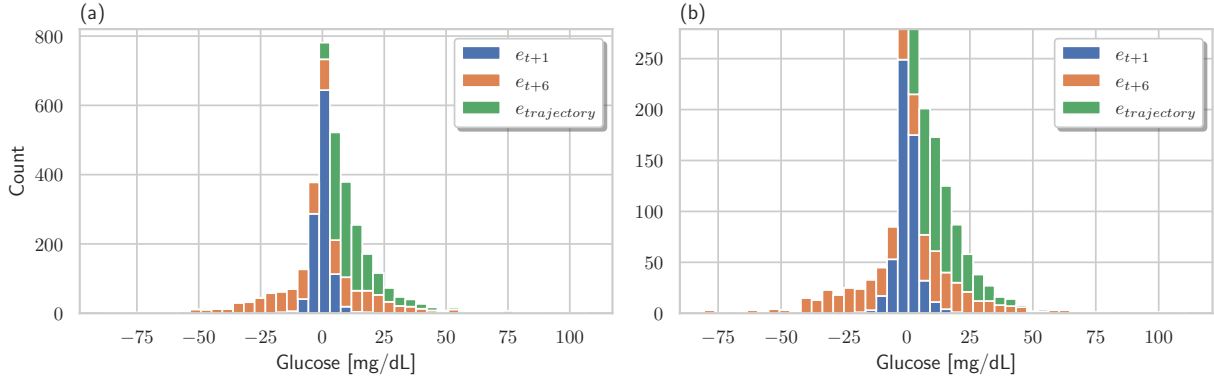 (a)
800
600
400
200
0
Count
−75 −50 −25 0 25 50 75 100
Glucose [mg/dL]
e_{t+1}
e_{t+6}
e_{trajectory}
(b)
250
200
150
100
50
0
−75 −50 −25 0 25 50 75 100
Glucose [mg/dL]
e_{t+1}
e_{t+6}
e_{trajectory}